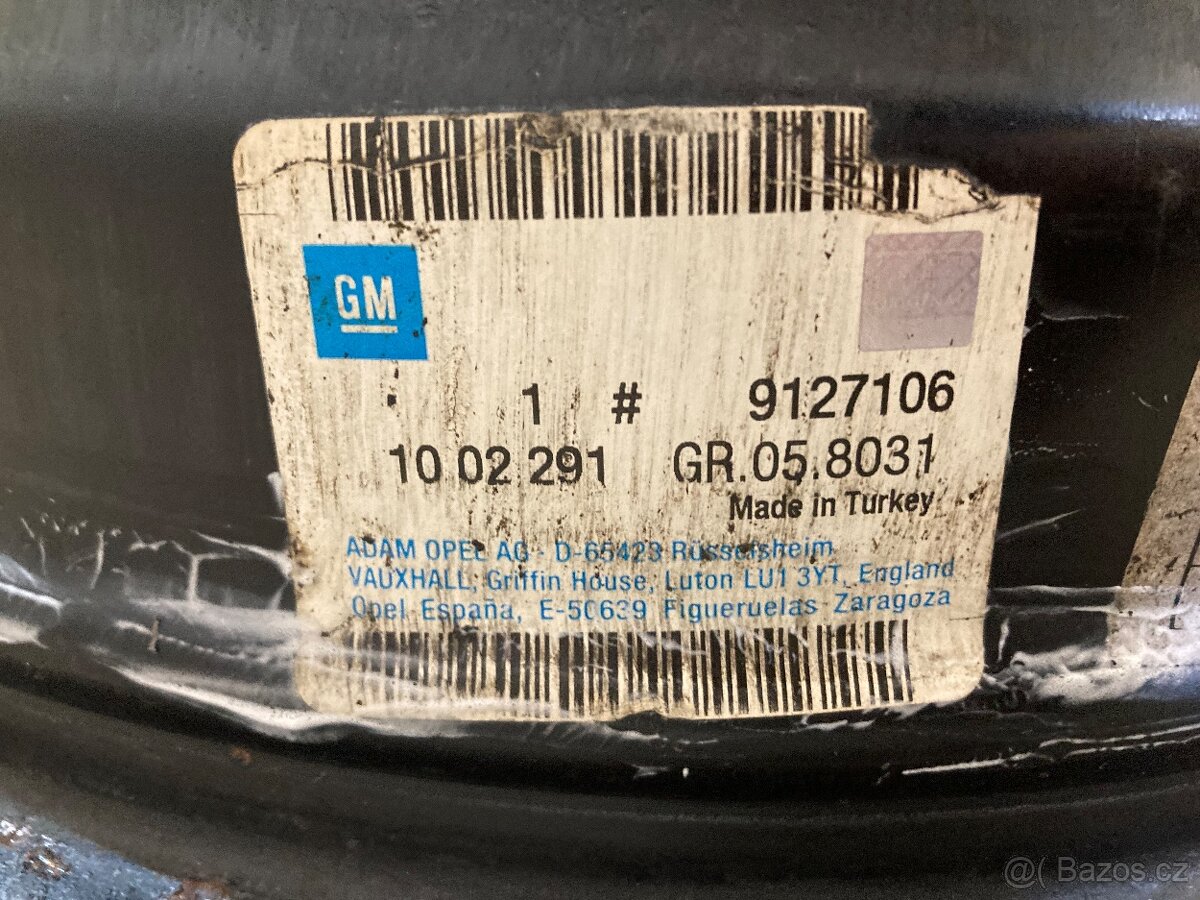 GM
1 # 9127106
10 02 291 GR.05.8031
Made in Turkey
ADAM OPEL AG - D-65423 Rüsselsheim
VAUXHALL, Griffin House, Luton LU1 3YT, England
Opel España, E-50639 Figueruelas Zaragoza
@( Bazos.cz